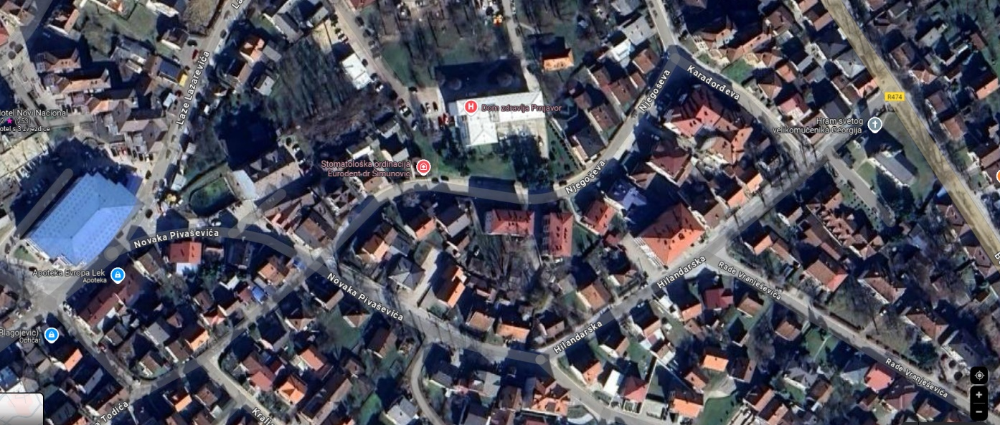 Laze Lazarevića
La
Karađorđeva
Njegoševa
R474
Dom zdravlja Prnjavor
otel Novi Nacional
(253)
otel s 3 zvjezdice
Hram svetog
velikomučenika Georgija
Stomatološka ordinacija
Eurodent dr Šimunović
Njegoševa
Novaka Pivaševića
Apoteka Evropa Lek
Apoteka
Novaka Pivaševića
Hilandarska
Rade Vranješevića
Blagojević)
Optičar
Hilandarska
Rade Vranješevića
Todića
Kralj